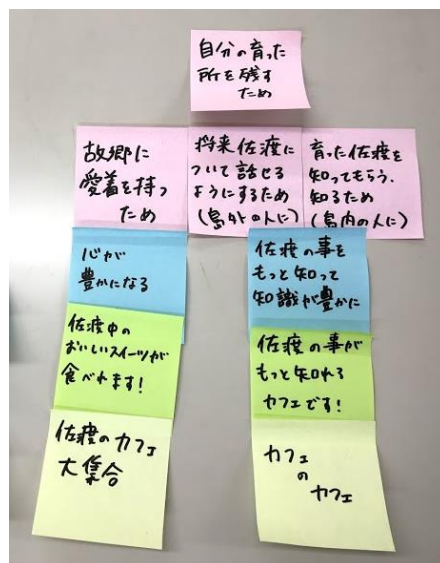 自分の育った
所を残す
ため
故郷に
愛着を持つ
ため
将来佐渡に
ついて話せる
ようにするため
(島外の人に)
育った佐渡を
知ってもらう、
知るため
(島内の人に)
心が
豊かになる
佐渡の事を
もっと知って
知識が豊かに
佐渡中の
おいしいスイーツが
食べれます!
佐渡の事が
もっと知れる
カフェです!
佐渡のカフェ
大集合
カフェ
の
カフェ